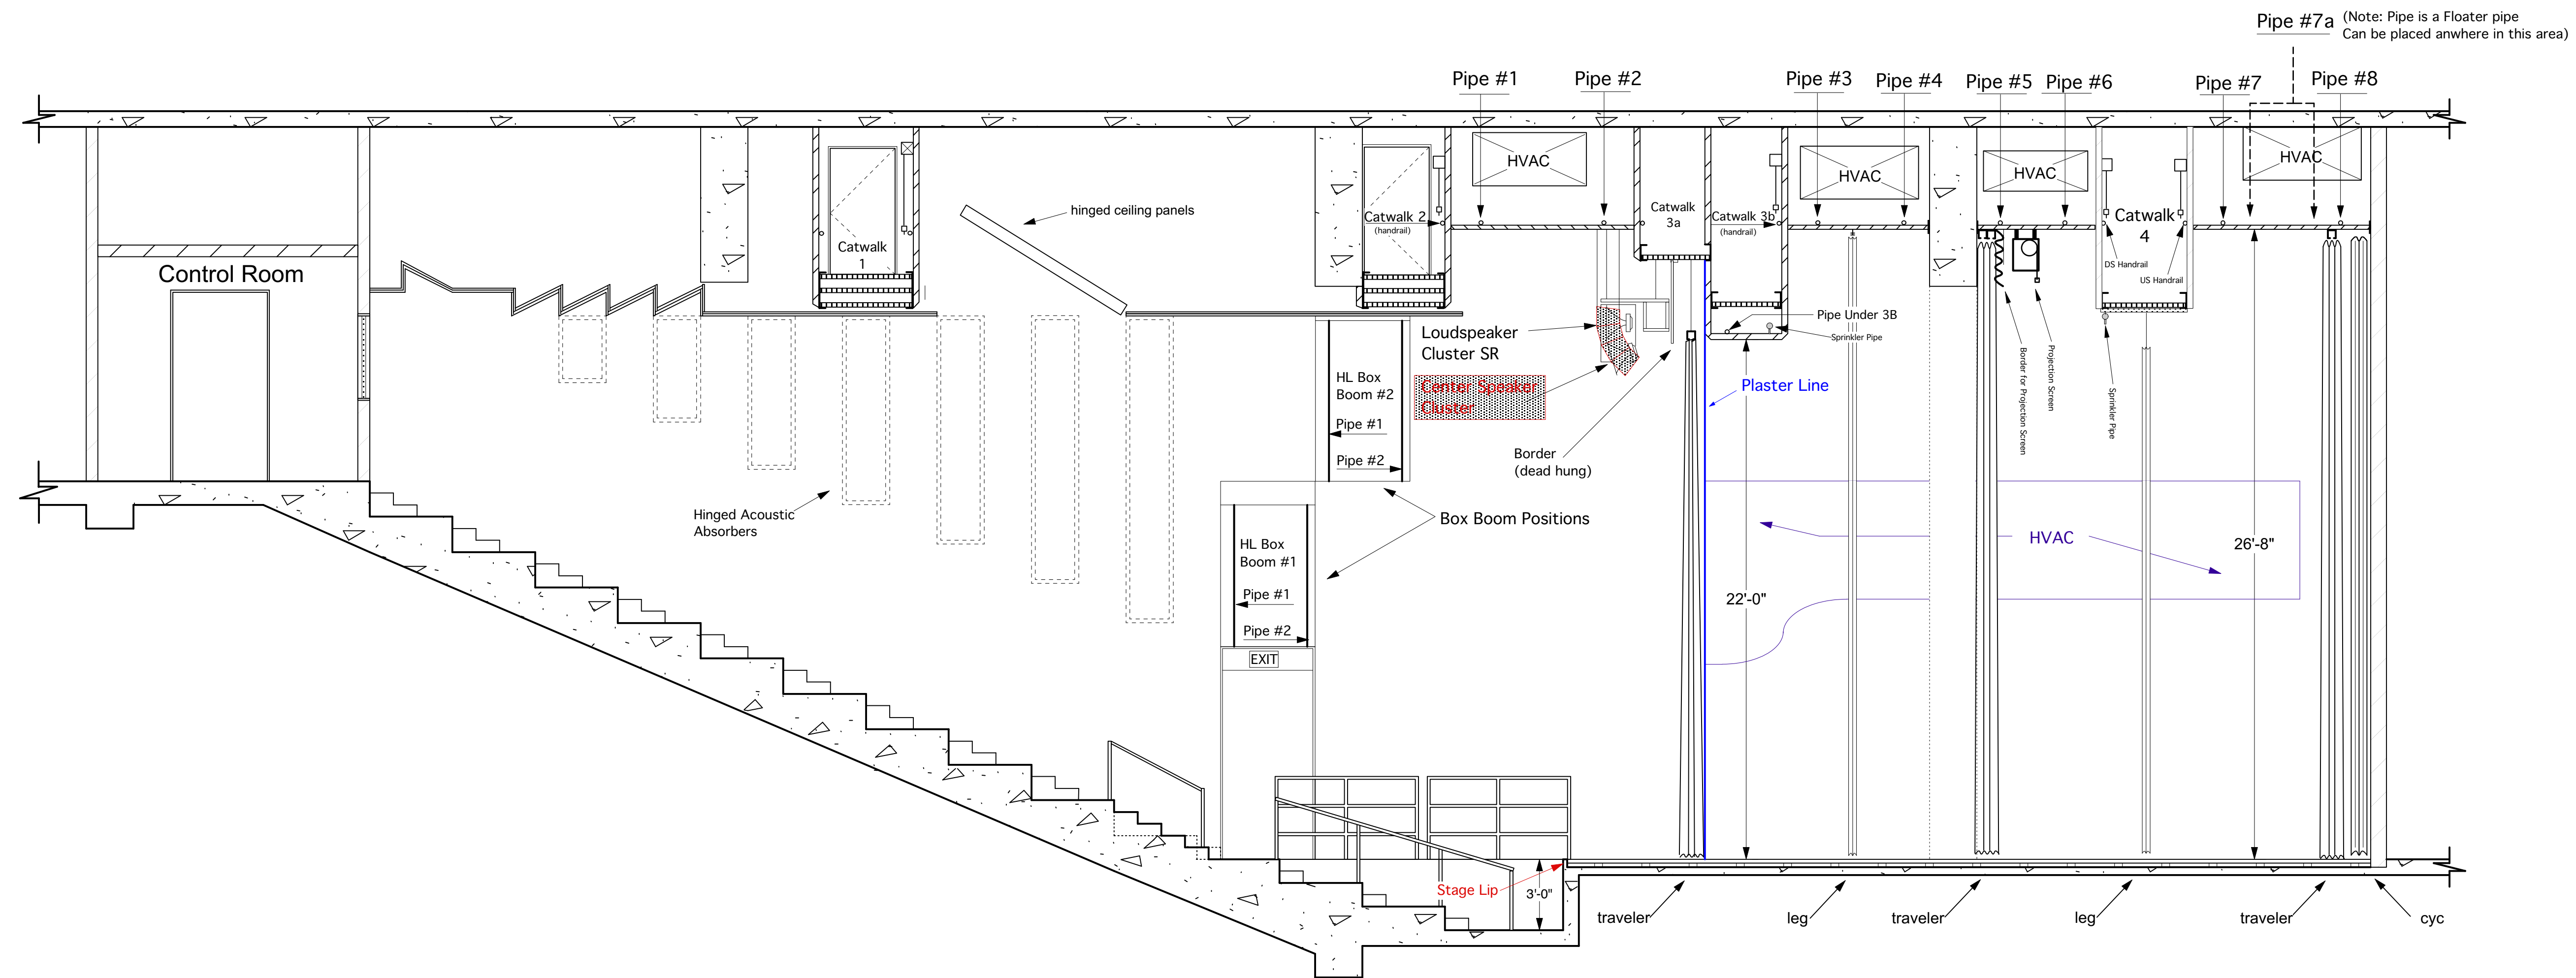 Pipe #7a
(Note: Pipe is a Floater pipe
Can be placed anwhere in this area)
Pipe #1
Pipe #2
Pipe #3
Pipe #4
Pipe #5
Pipe #6
Pipe #7
Pipe #8
HVAC
HVAC
HVAC
HVAC
hinged ceiling panels
Catwalk 2
(handrail)
Catwalk
3a
Catwalk 3b
(handrail)
Catwalk
4
Catwalk
1
Control Room
DS Handrail
US Handrail
Pipe Under 3B
Sprinkler Pipe
Loudspeaker
Cluster SR
Center Speaker
Cluster
Plaster Line
Border for Projection Screen
Projection Screen
Sprinkler Pipe
HL Box
Boom #2
Pipe #1
Pipe #2
Border
(dead hung)
Hinged Acoustic
Absorbers
Box Boom Positions
HVAC
26'-8"
HL Box
Boom #1
Pipe #1
Pipe #2
22'-0"
EXIT
Stage Lip
3'-0"
traveler
leg
traveler
leg
traveler
cyc